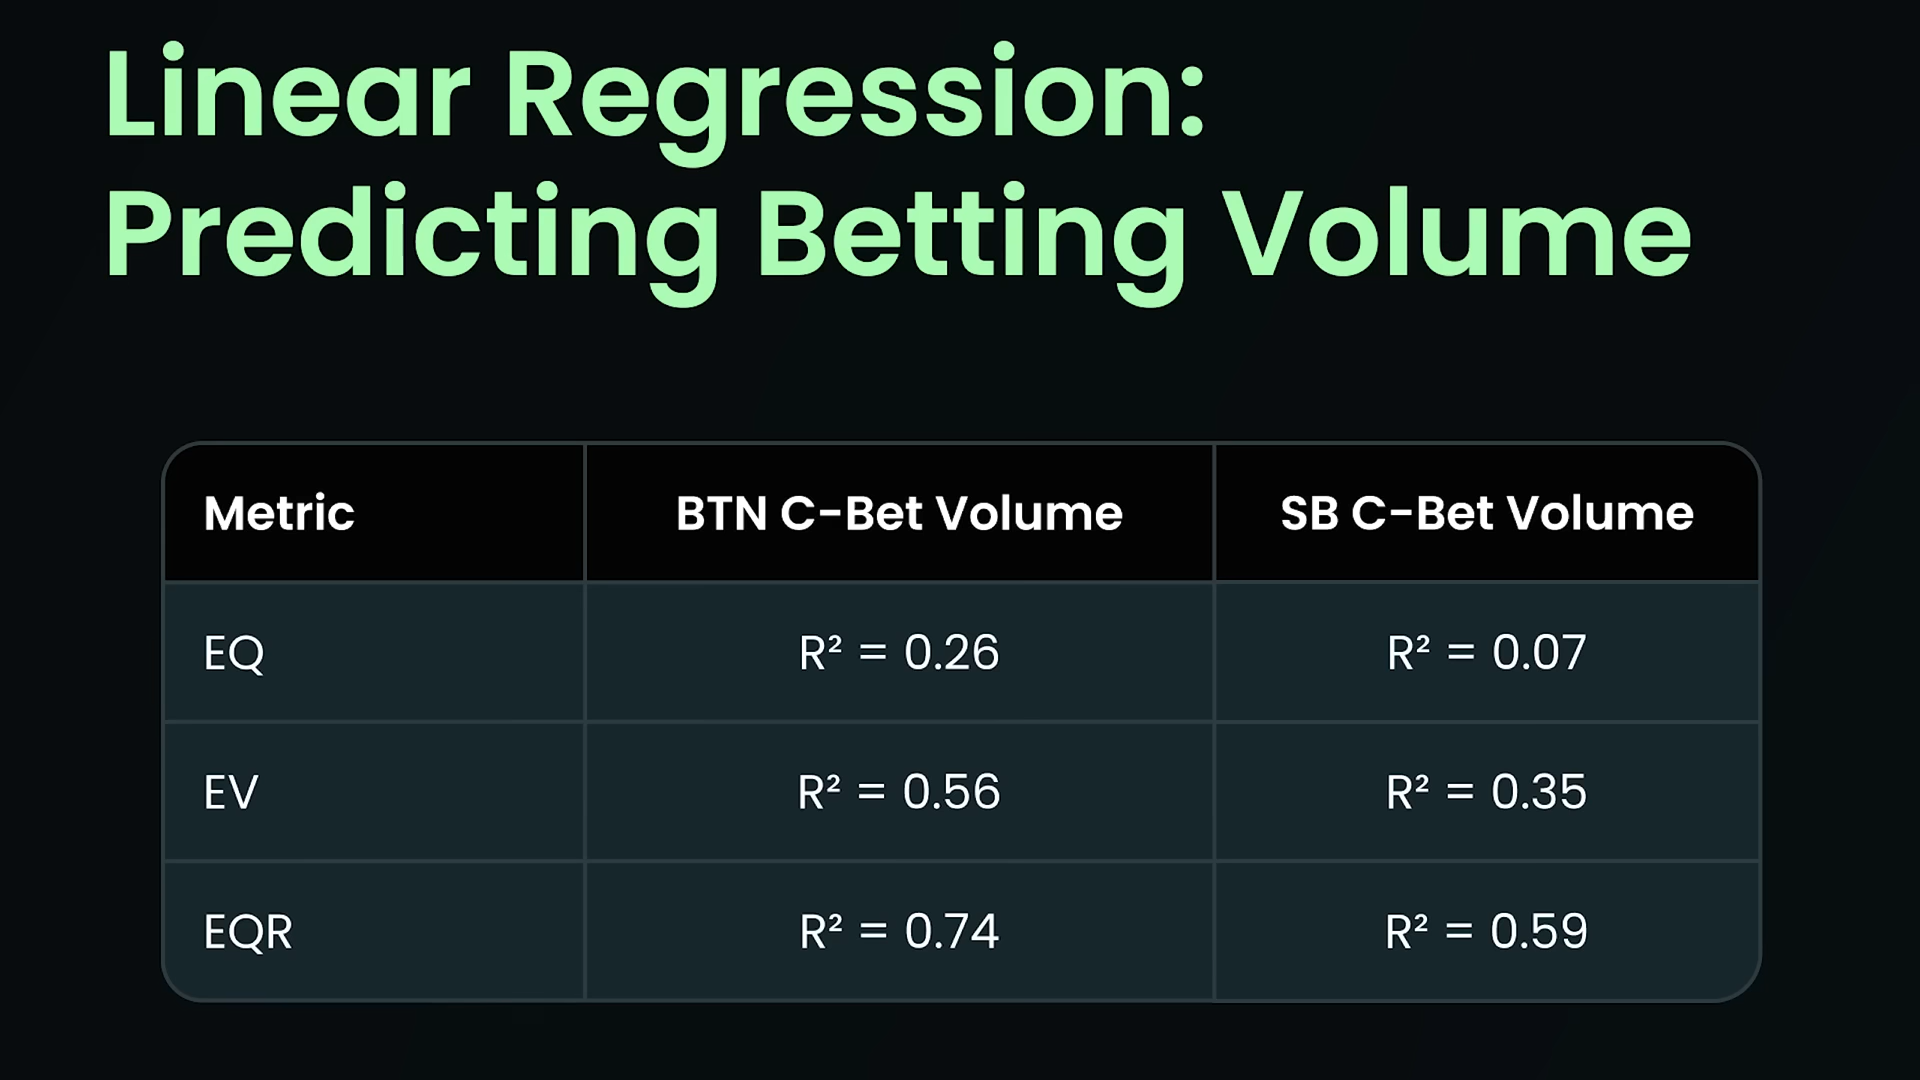 Linear Regression:
Predicting Betting Volume
Metric BTN C-Bet Volume SB C-Bet Volume
EQ R² = 0.26 R² = 0.07
EV R² = 0.56 R² = 0.35
EQR R² = 0.74 R² = 0.59